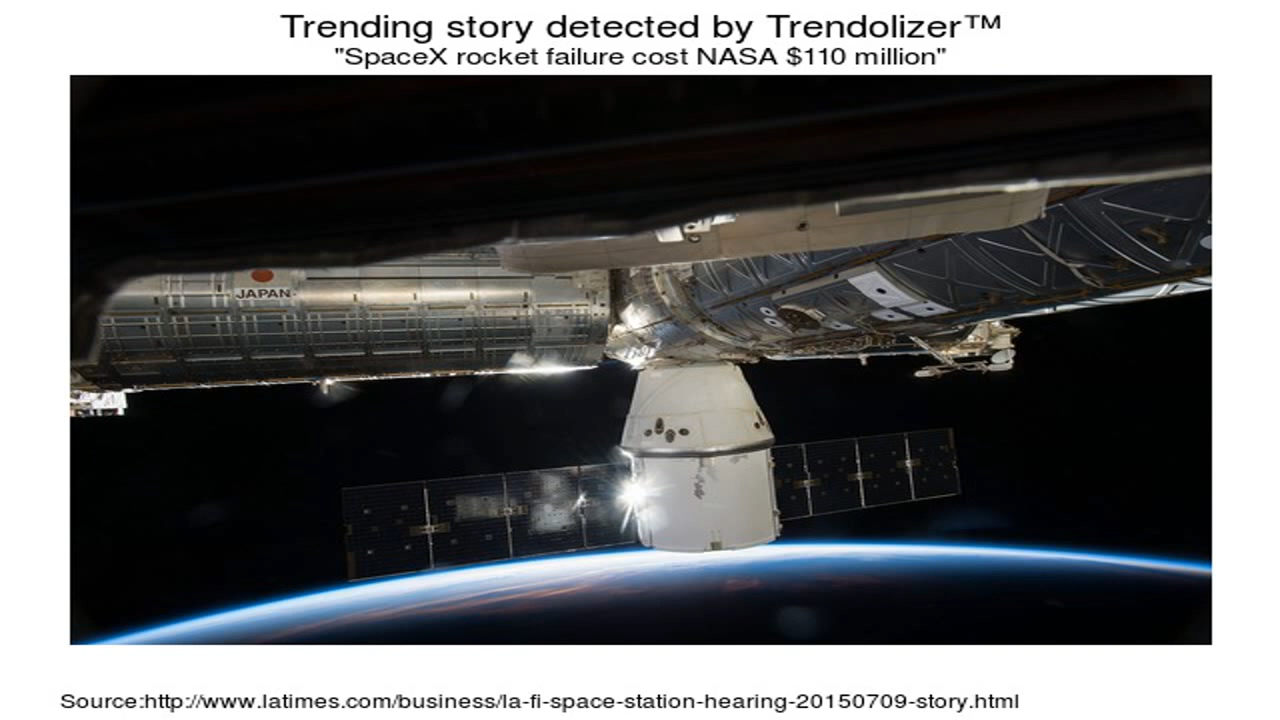 Trending story detected by Trendolizer™
"SpaceX rocket failure cost NASA $110 million"
JAPAN
Source:http://www.latimes.com/business/la-fi-space-station-hearing-20150709-story.html